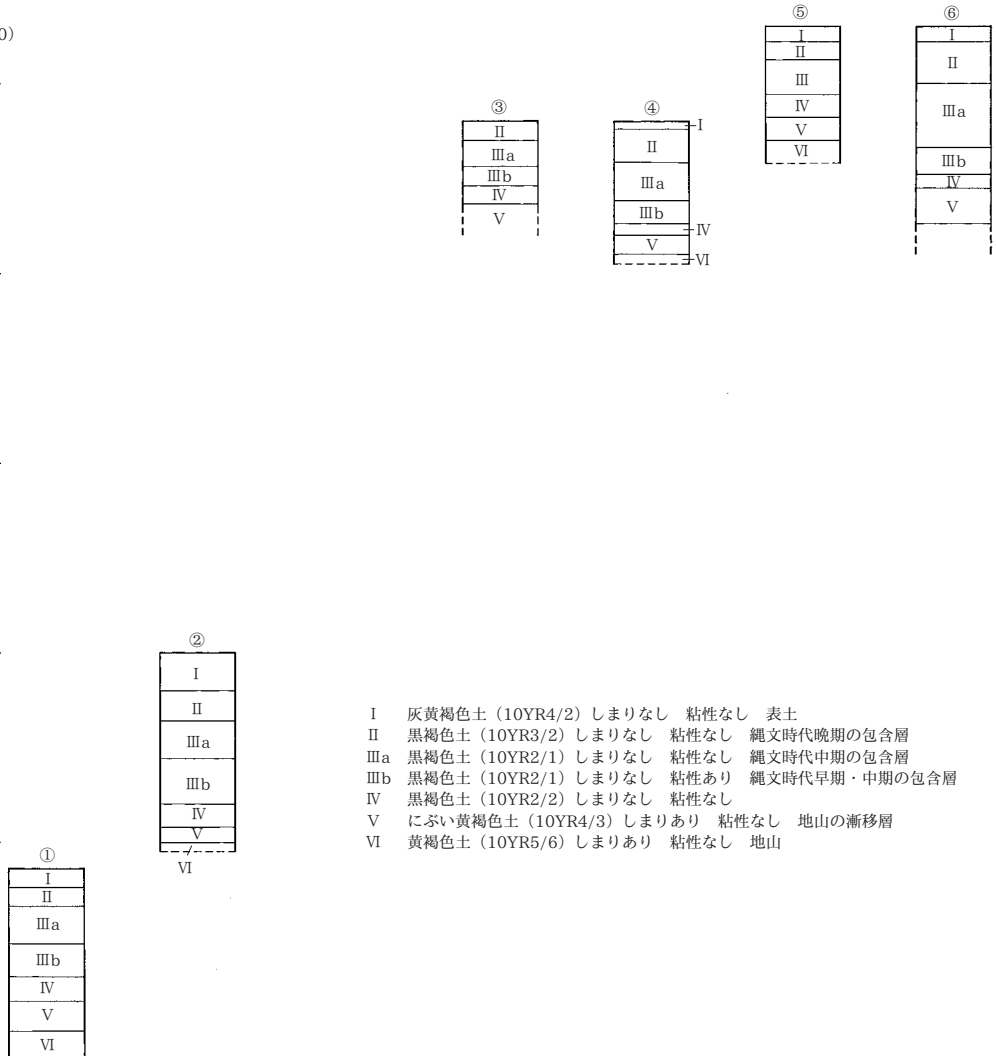 0）
⑤
Ⅰ
Ⅱ
Ⅲ
Ⅳ
Ⅴ
Ⅵ
⑥
Ⅰ
Ⅱ
Ⅲa
Ⅲb
Ⅳ
Ⅴ
③
Ⅱ
Ⅲa
Ⅲb
Ⅳ
Ⅴ
④
Ⅰ
Ⅱ
Ⅲa
Ⅲb
Ⅳ
Ⅴ
Ⅵ
②
Ⅰ
Ⅱ
Ⅲa
Ⅲb
Ⅳ
Ⅴ
Ⅵ
Ⅰ 灰黄褐色土（10YR4/2）しまりなし 粘性なし 表土
Ⅱ 黒褐色土（10YR3/2）しまりなし 粘性なし 縄文時代晩期の包含層
Ⅲa 黒褐色土（10YR2/1）しまりなし 粘性なし 縄文時代中期の包含層
Ⅲb 黒褐色土（10YR2/1）しまりなし 粘性あり 縄文時代早期・中期の包含層
Ⅳ 黒褐色土（10YR2/2）しまりなし 粘性なし
Ⅴ にぶい黄褐色土（10YR4/3）しまりあり 粘性なし 地山の漸移層
Ⅵ 黄褐色土（10YR5/6）しまりあり 粘性なし 地山
①
Ⅰ
Ⅱ
Ⅲa
Ⅲb
Ⅳ
Ⅴ
Ⅵ